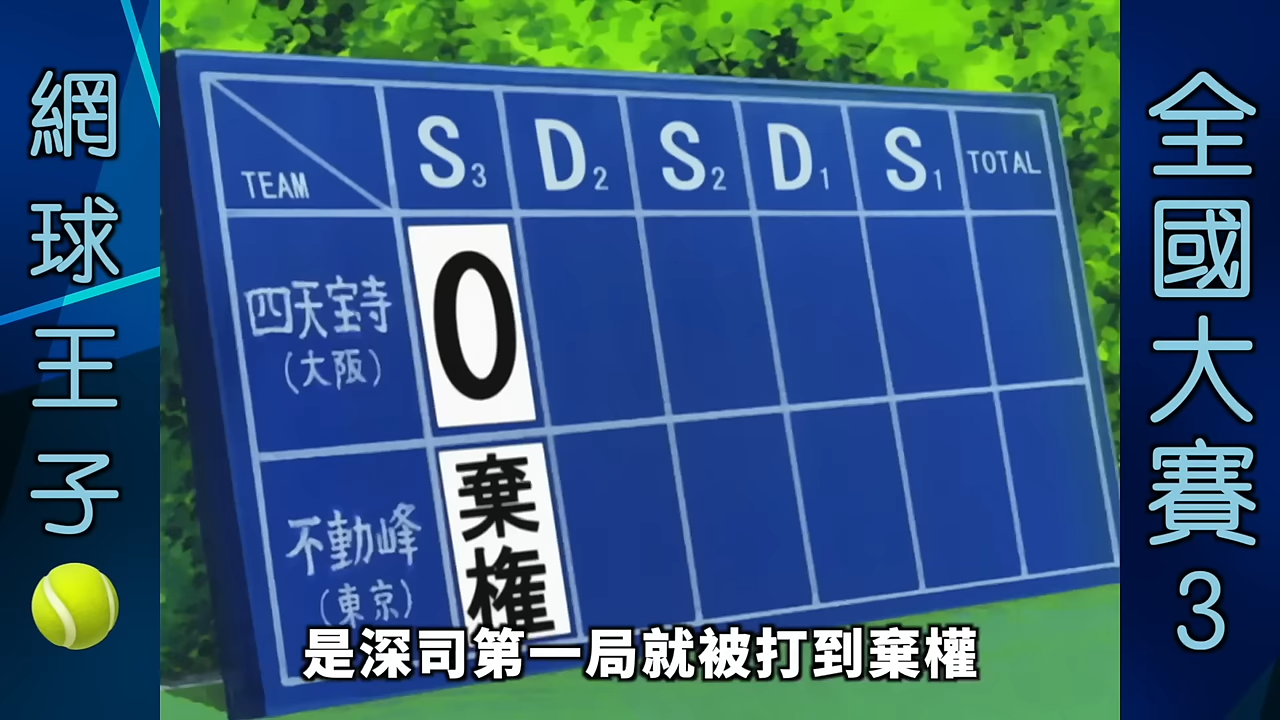 網球王子
S3 D2 S2 D1 S1 TOTAL
TEAM
四天宝寺
(大阪)
0
不動峰
(東京)
棄権
是深司第一局就被打到棄權
全國大賽3